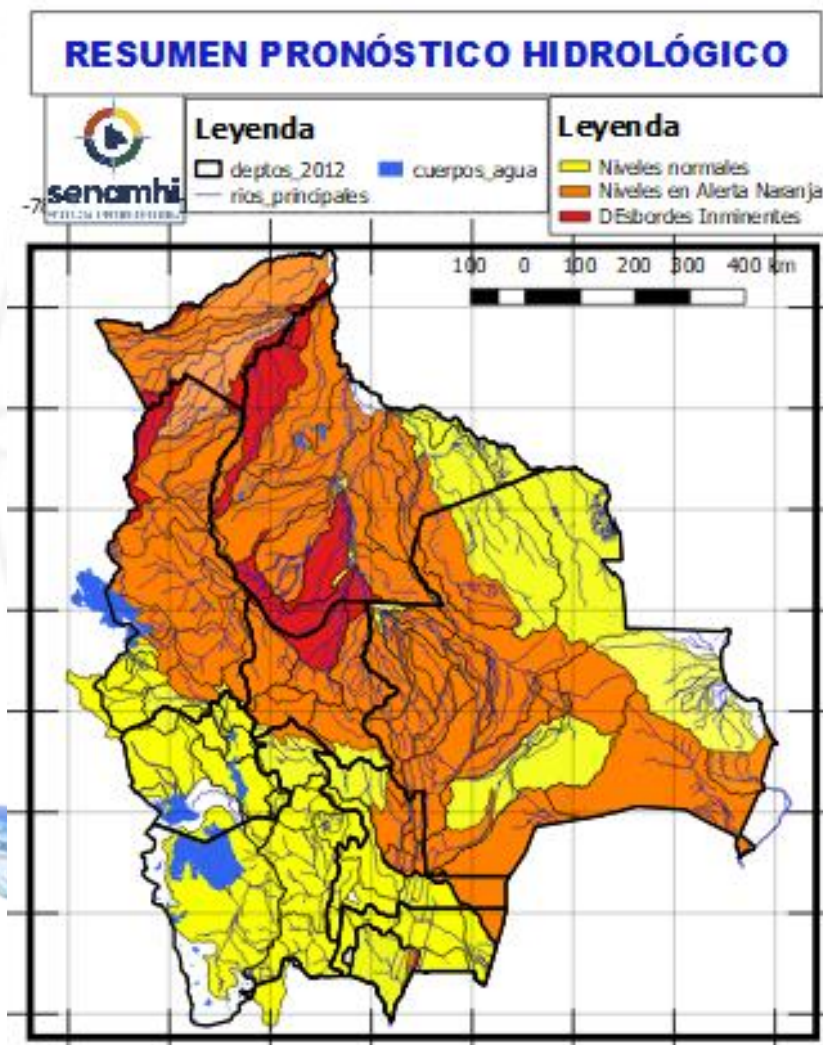 RESUMEN PRONÓSTICO HIDROLÓGICO
senamhi
Leyenda
deptos_2012 cuerpos_agua
rios_principales
Leyenda
Niveles normales
Niveles en Alerta Naranja
DEsbordes Inminentes
100 0 100 200 300 400 km